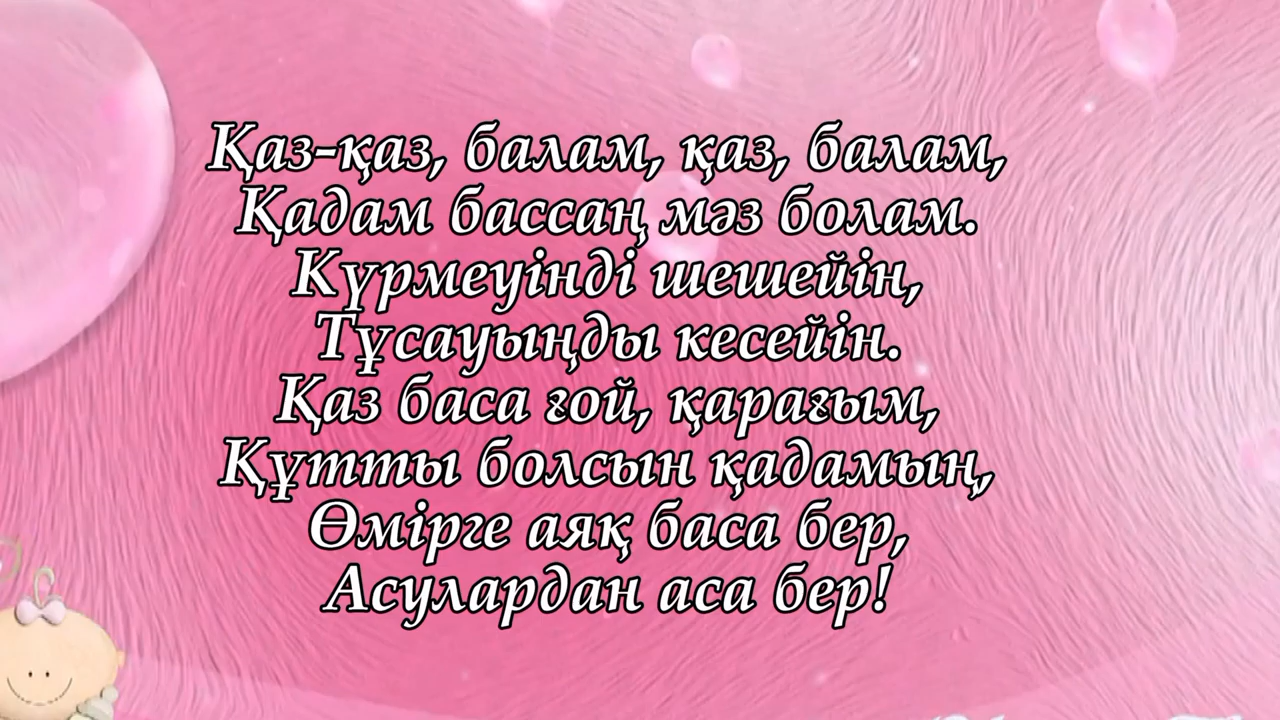 Қаз-қаз, балам, қаз, балам,
Қадам бассаң мәз болам.
Күрмеуінді шешейін,
Тұсауыңды кесейін.
Қаз баса ғой, қарағым,
Құтты болсын қадамың,
Өмірге аяқ баса бер,
Асулардан аса бер!